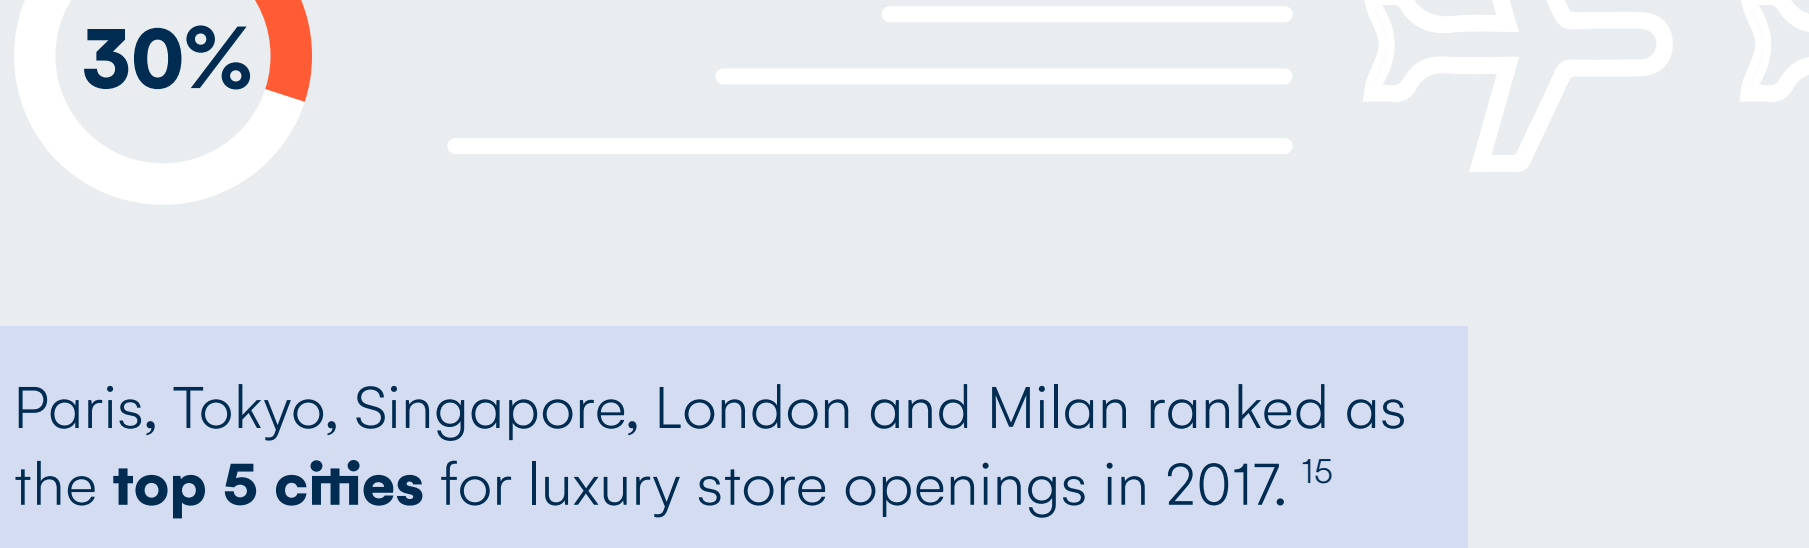 30%
Paris, Tokyo, Singapore, London and Milan ranked as
the top 5 cities for luxury store openings in 2017. 15